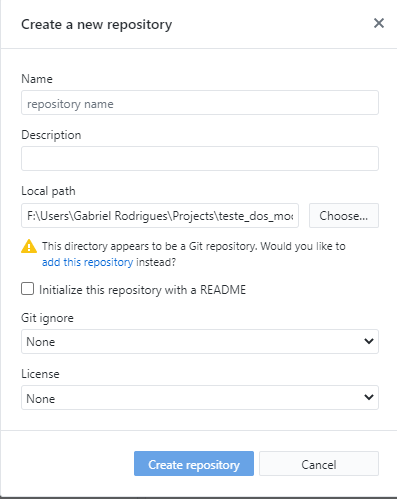 Create a new repository
Name
repository name
Description
Local path
F:\Users\Gabriel Rodrigues\Projects\teste_dos_moc
Choose...
This directory appears to be a Git repository. Would you like to
add this repository instead?
Initialize this repository with a README
Git ignore
None
License
None
Create repository
Cancel